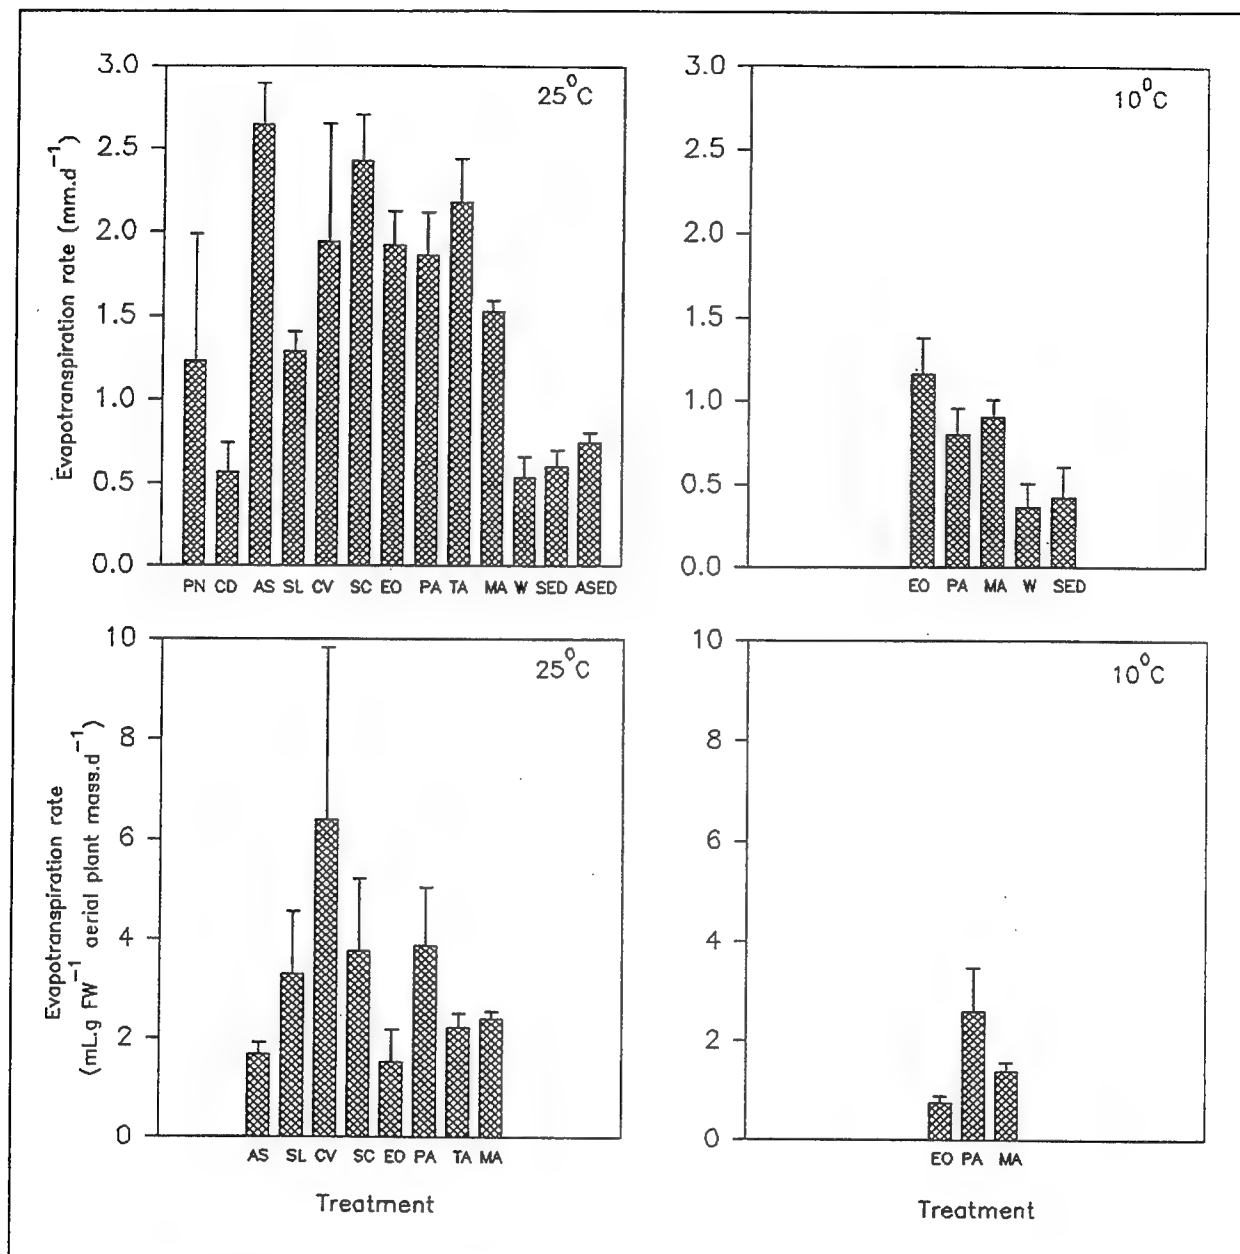 3.0
2.5
2.0
1.5
1.0
0.5
0.0
Evapotranspiration rate (mm.d⁻¹)
25°C
PN CD AS SL CV SC EO PA TA MA W SED ASED
3.0
2.5
2.0
1.5
1.0
0.5
0.0
10°C
EO PA MA W SED
10
8
6
4
2
0
Evapotranspiration rate
(mL.g FW⁻¹ aerial plant mass.d⁻¹)
25°C
AS SL CV SC EO PA TA MA
Treatment
10
8
6
4
2
0
10°C
EO PA MA
Treatment